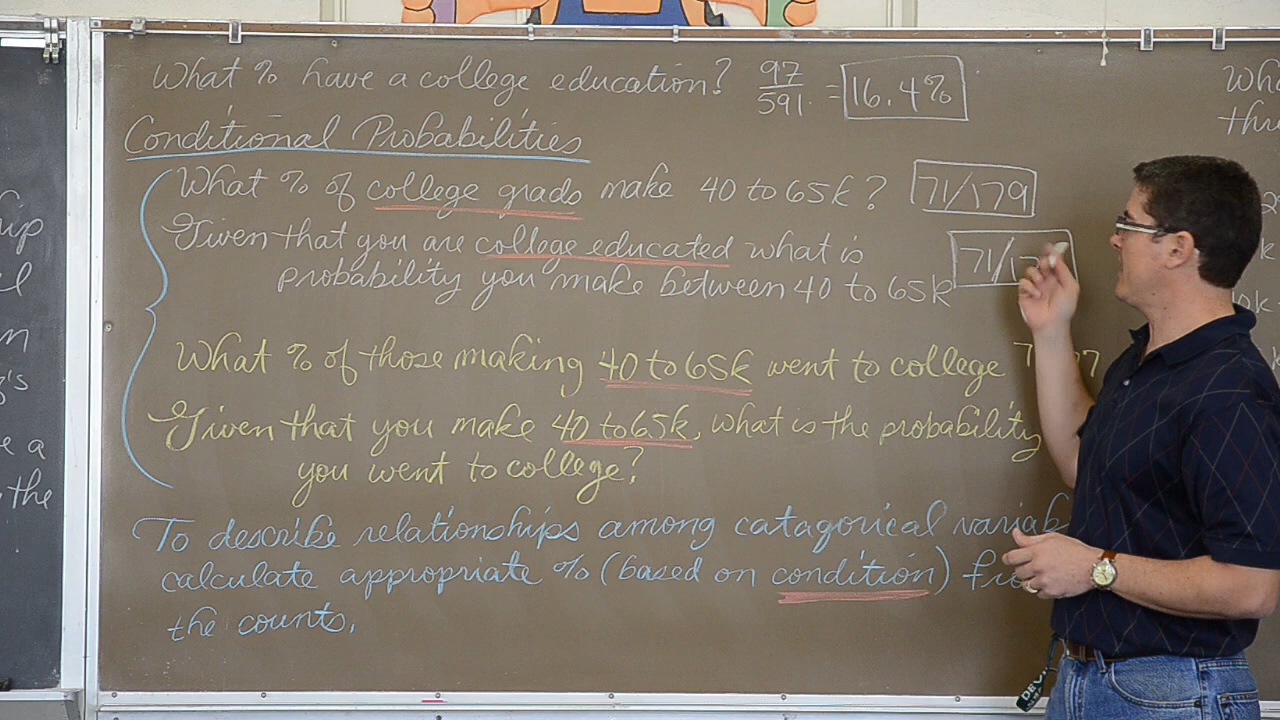 What % have a college education? 97/591. = 16.4%
Conditional Probabilities
What % of college grads make 40 to 65k? 71/179
Given that you are college educated what is
probability you make between 40 to 65k 71/1
What % of those making 40 to 65k went to college
Given that you make 40 to 65k, what is the probability
you went to college?
To describe relationships among catagorical variab
calculate appropriate % (based on condition)
the counts.
the